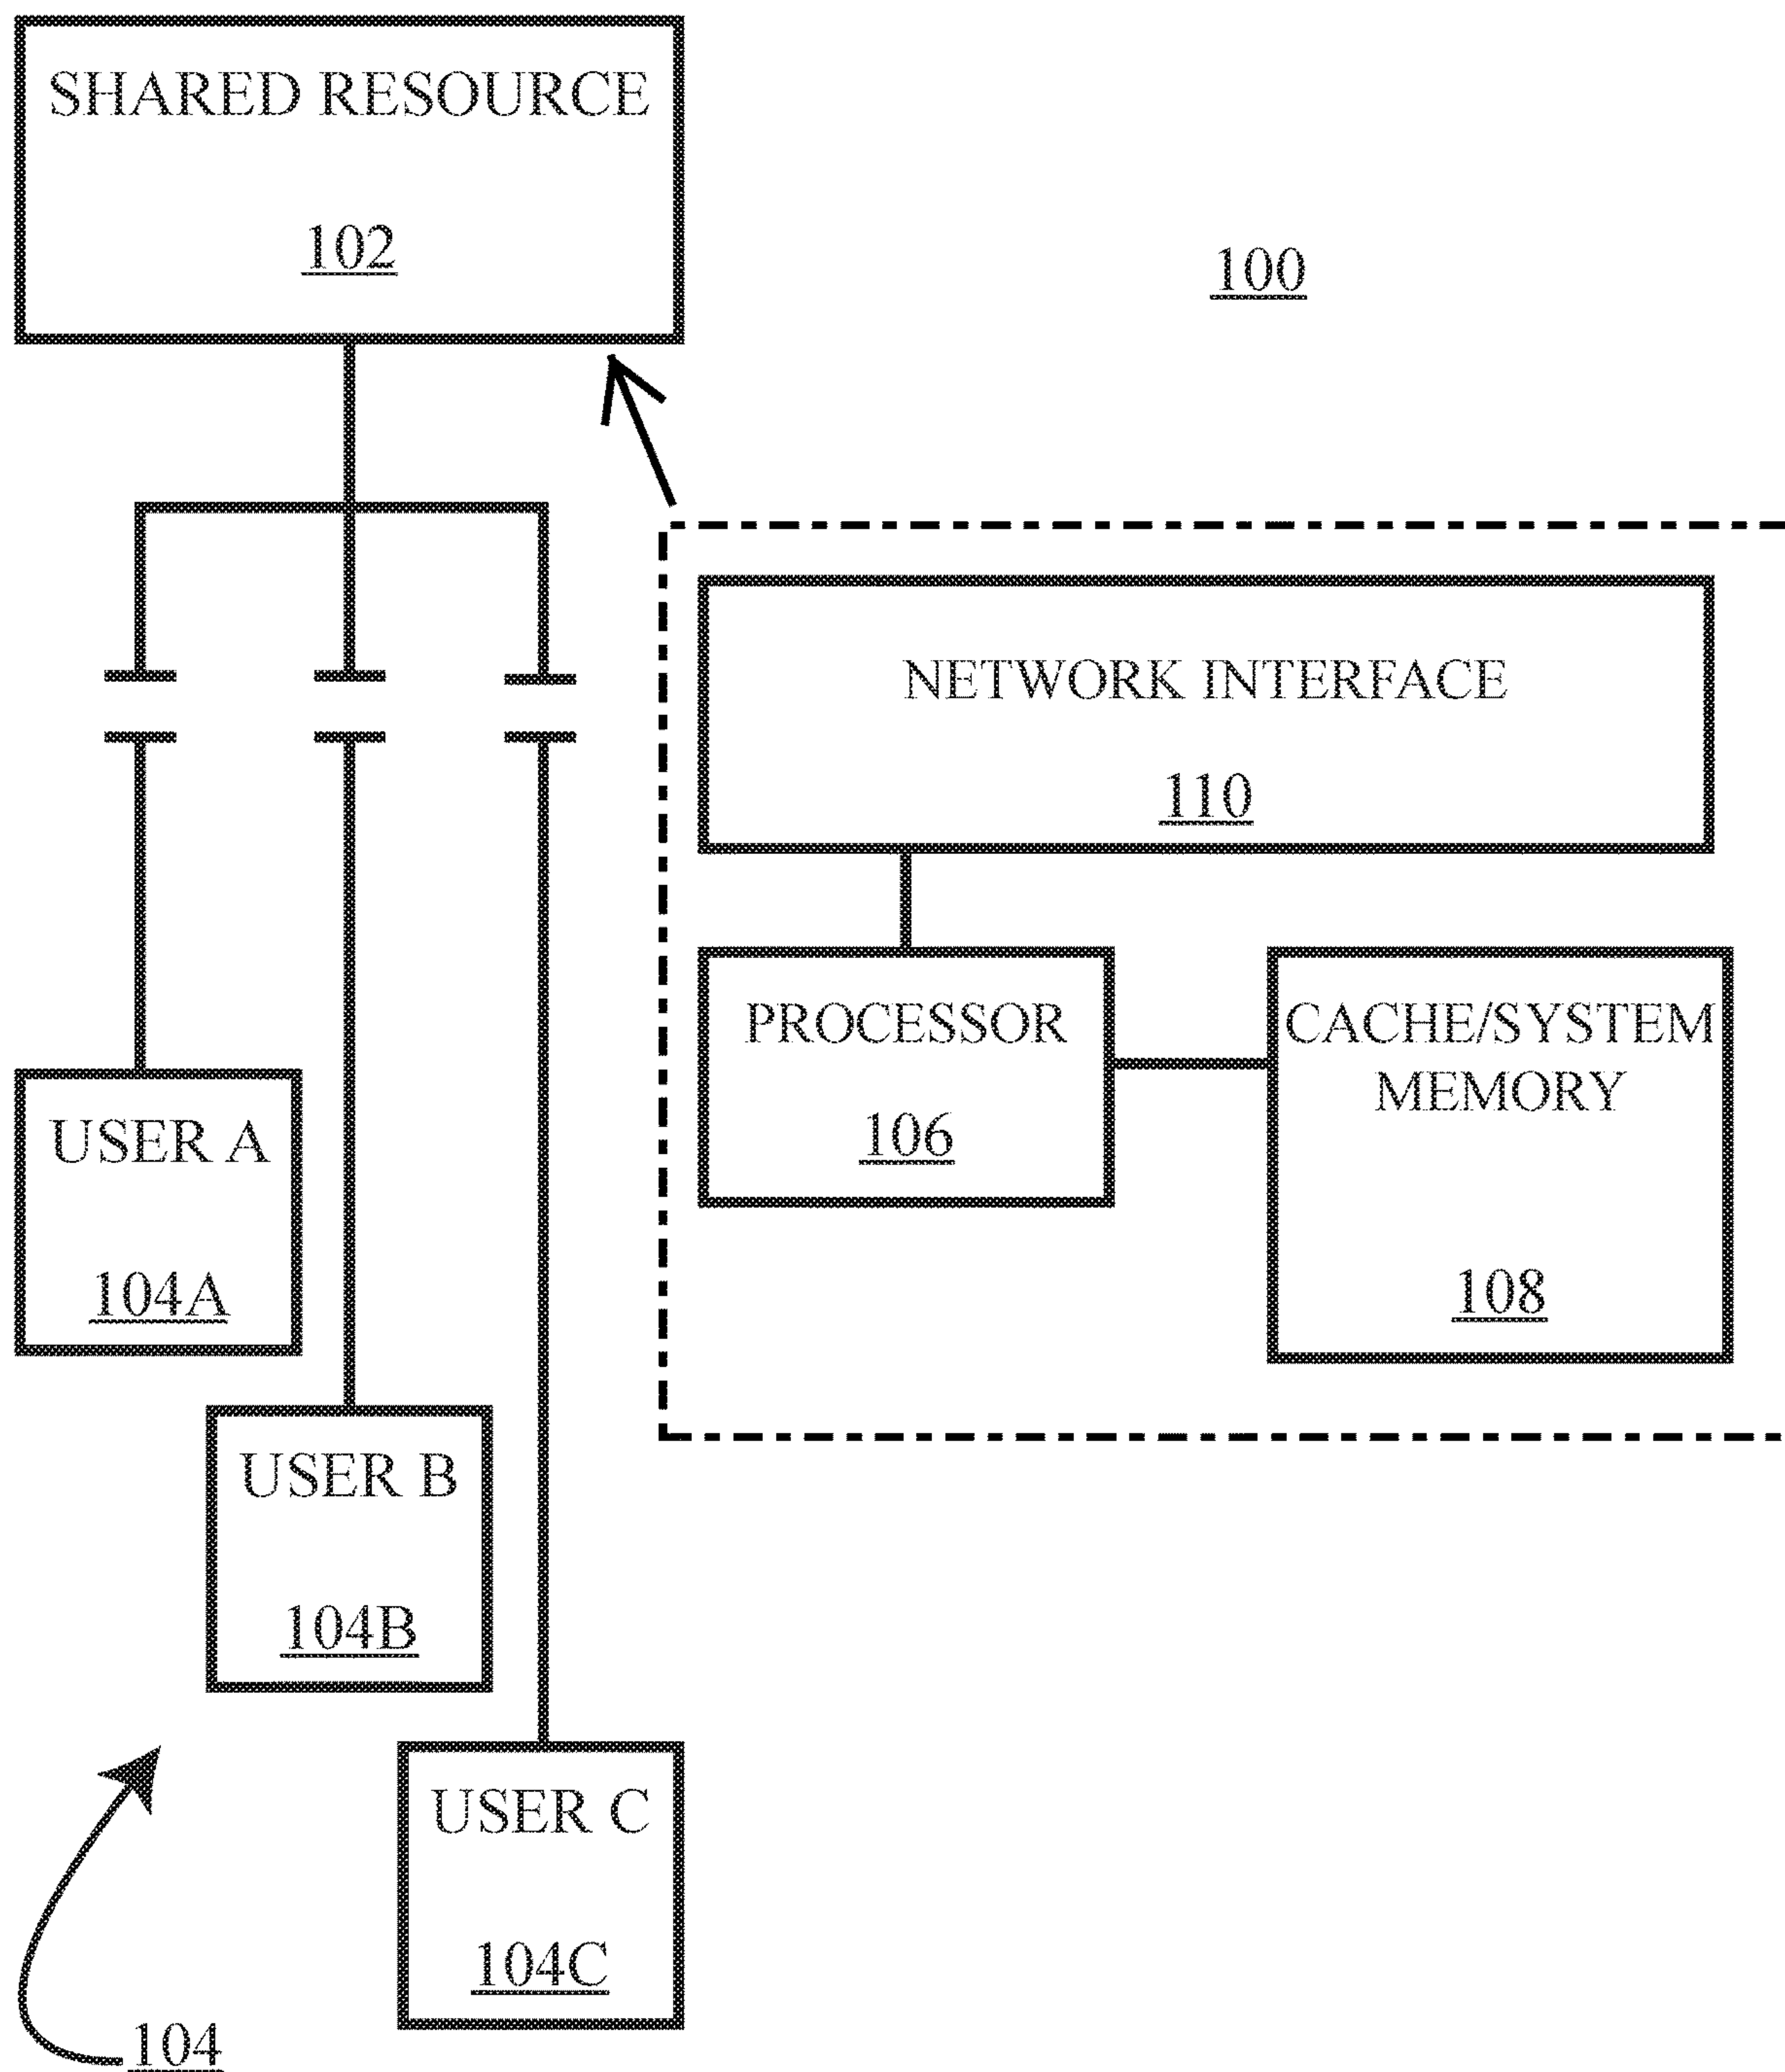 SHARED RESOURCE
102
100
NETWORK INTERFACE
110
PROCESSOR
106
CACHE/SYSTEM
MEMORY
108
USER A
104A
USER B
104B
USER C
104C
104